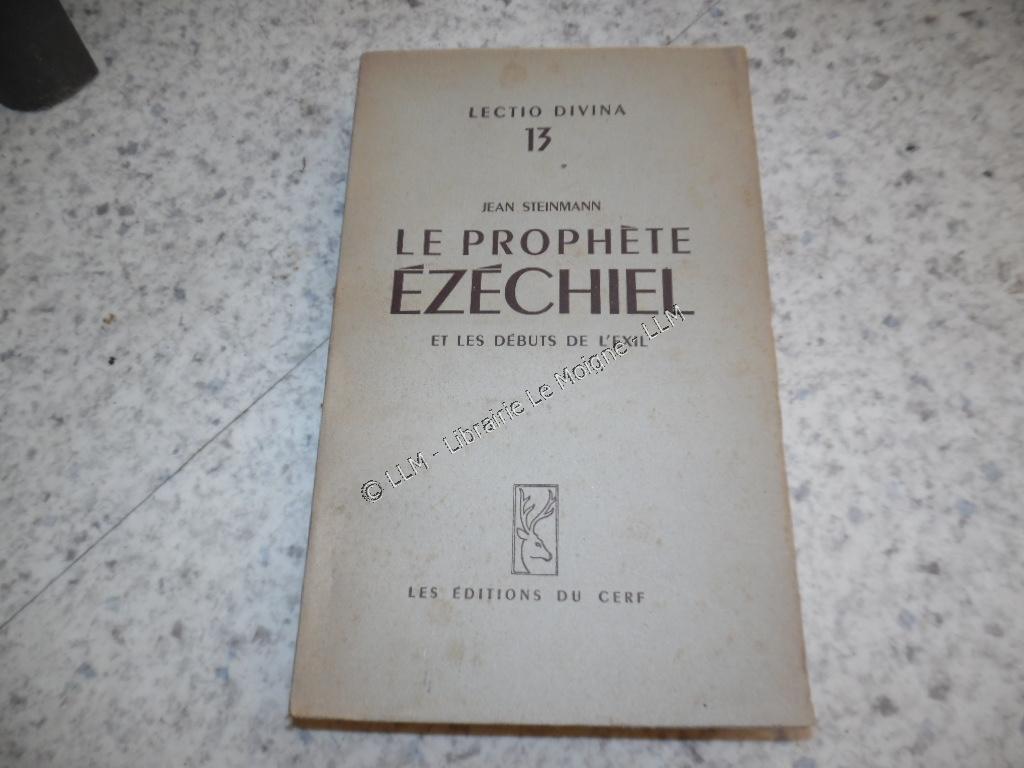 LECTIO DIVINA
13
JEAN STEINMANN
LE PROPHÈTE
ÉZÉCHIEL
ET LES DÉBUTS DE L'EXIL
© LLM - Librairie Le Moigne - LLM
LES ÉDITIONS DU CERF